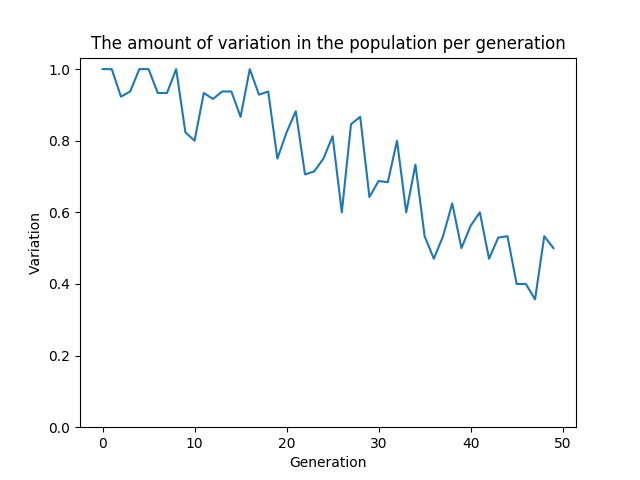 The amount of variation in the population per generation
1.0
0.8
0.6
0.4
0.2
0.0
Variation
0 10 20 30 40 50
Generation